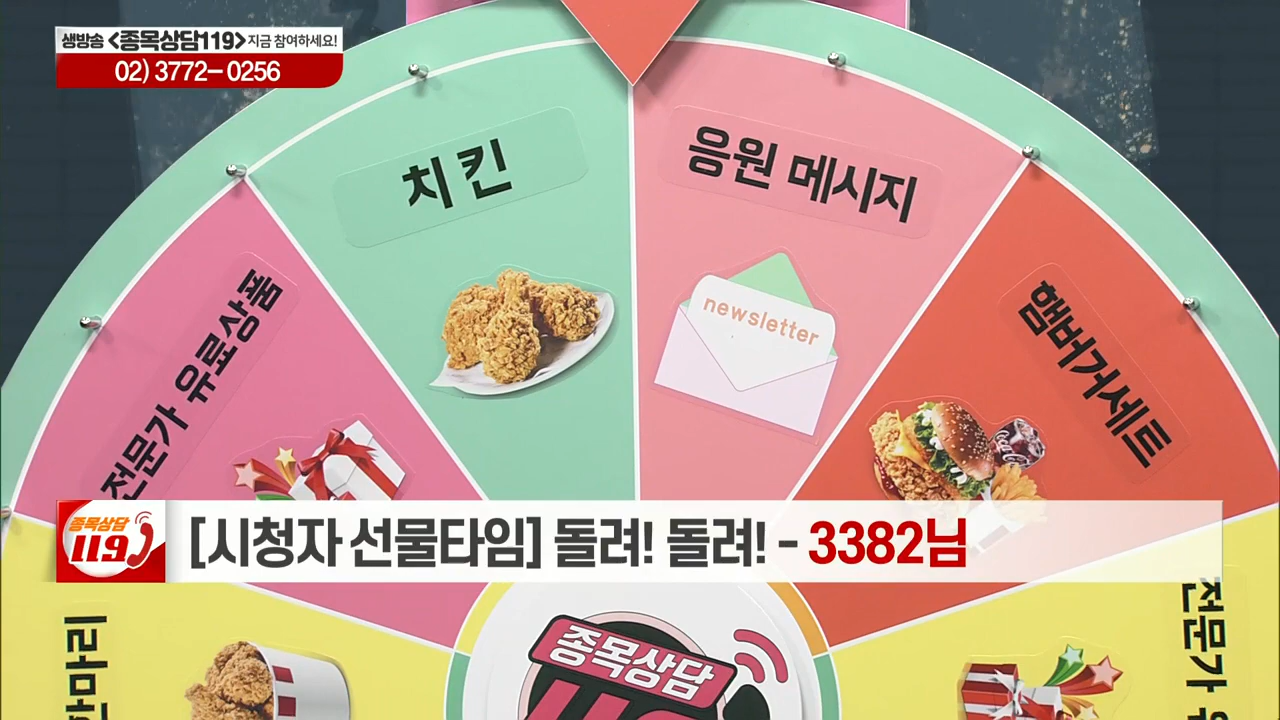 생방송 <종목상담119> 지금 참여하세요!
02) 3772-0256
치킨
응원 메시지
newsletter
전문가 유료상품
햄버거세트
종목상담
119
[시청자 선물타임] 돌려! 돌려! - 3382님
전문가
종목상담